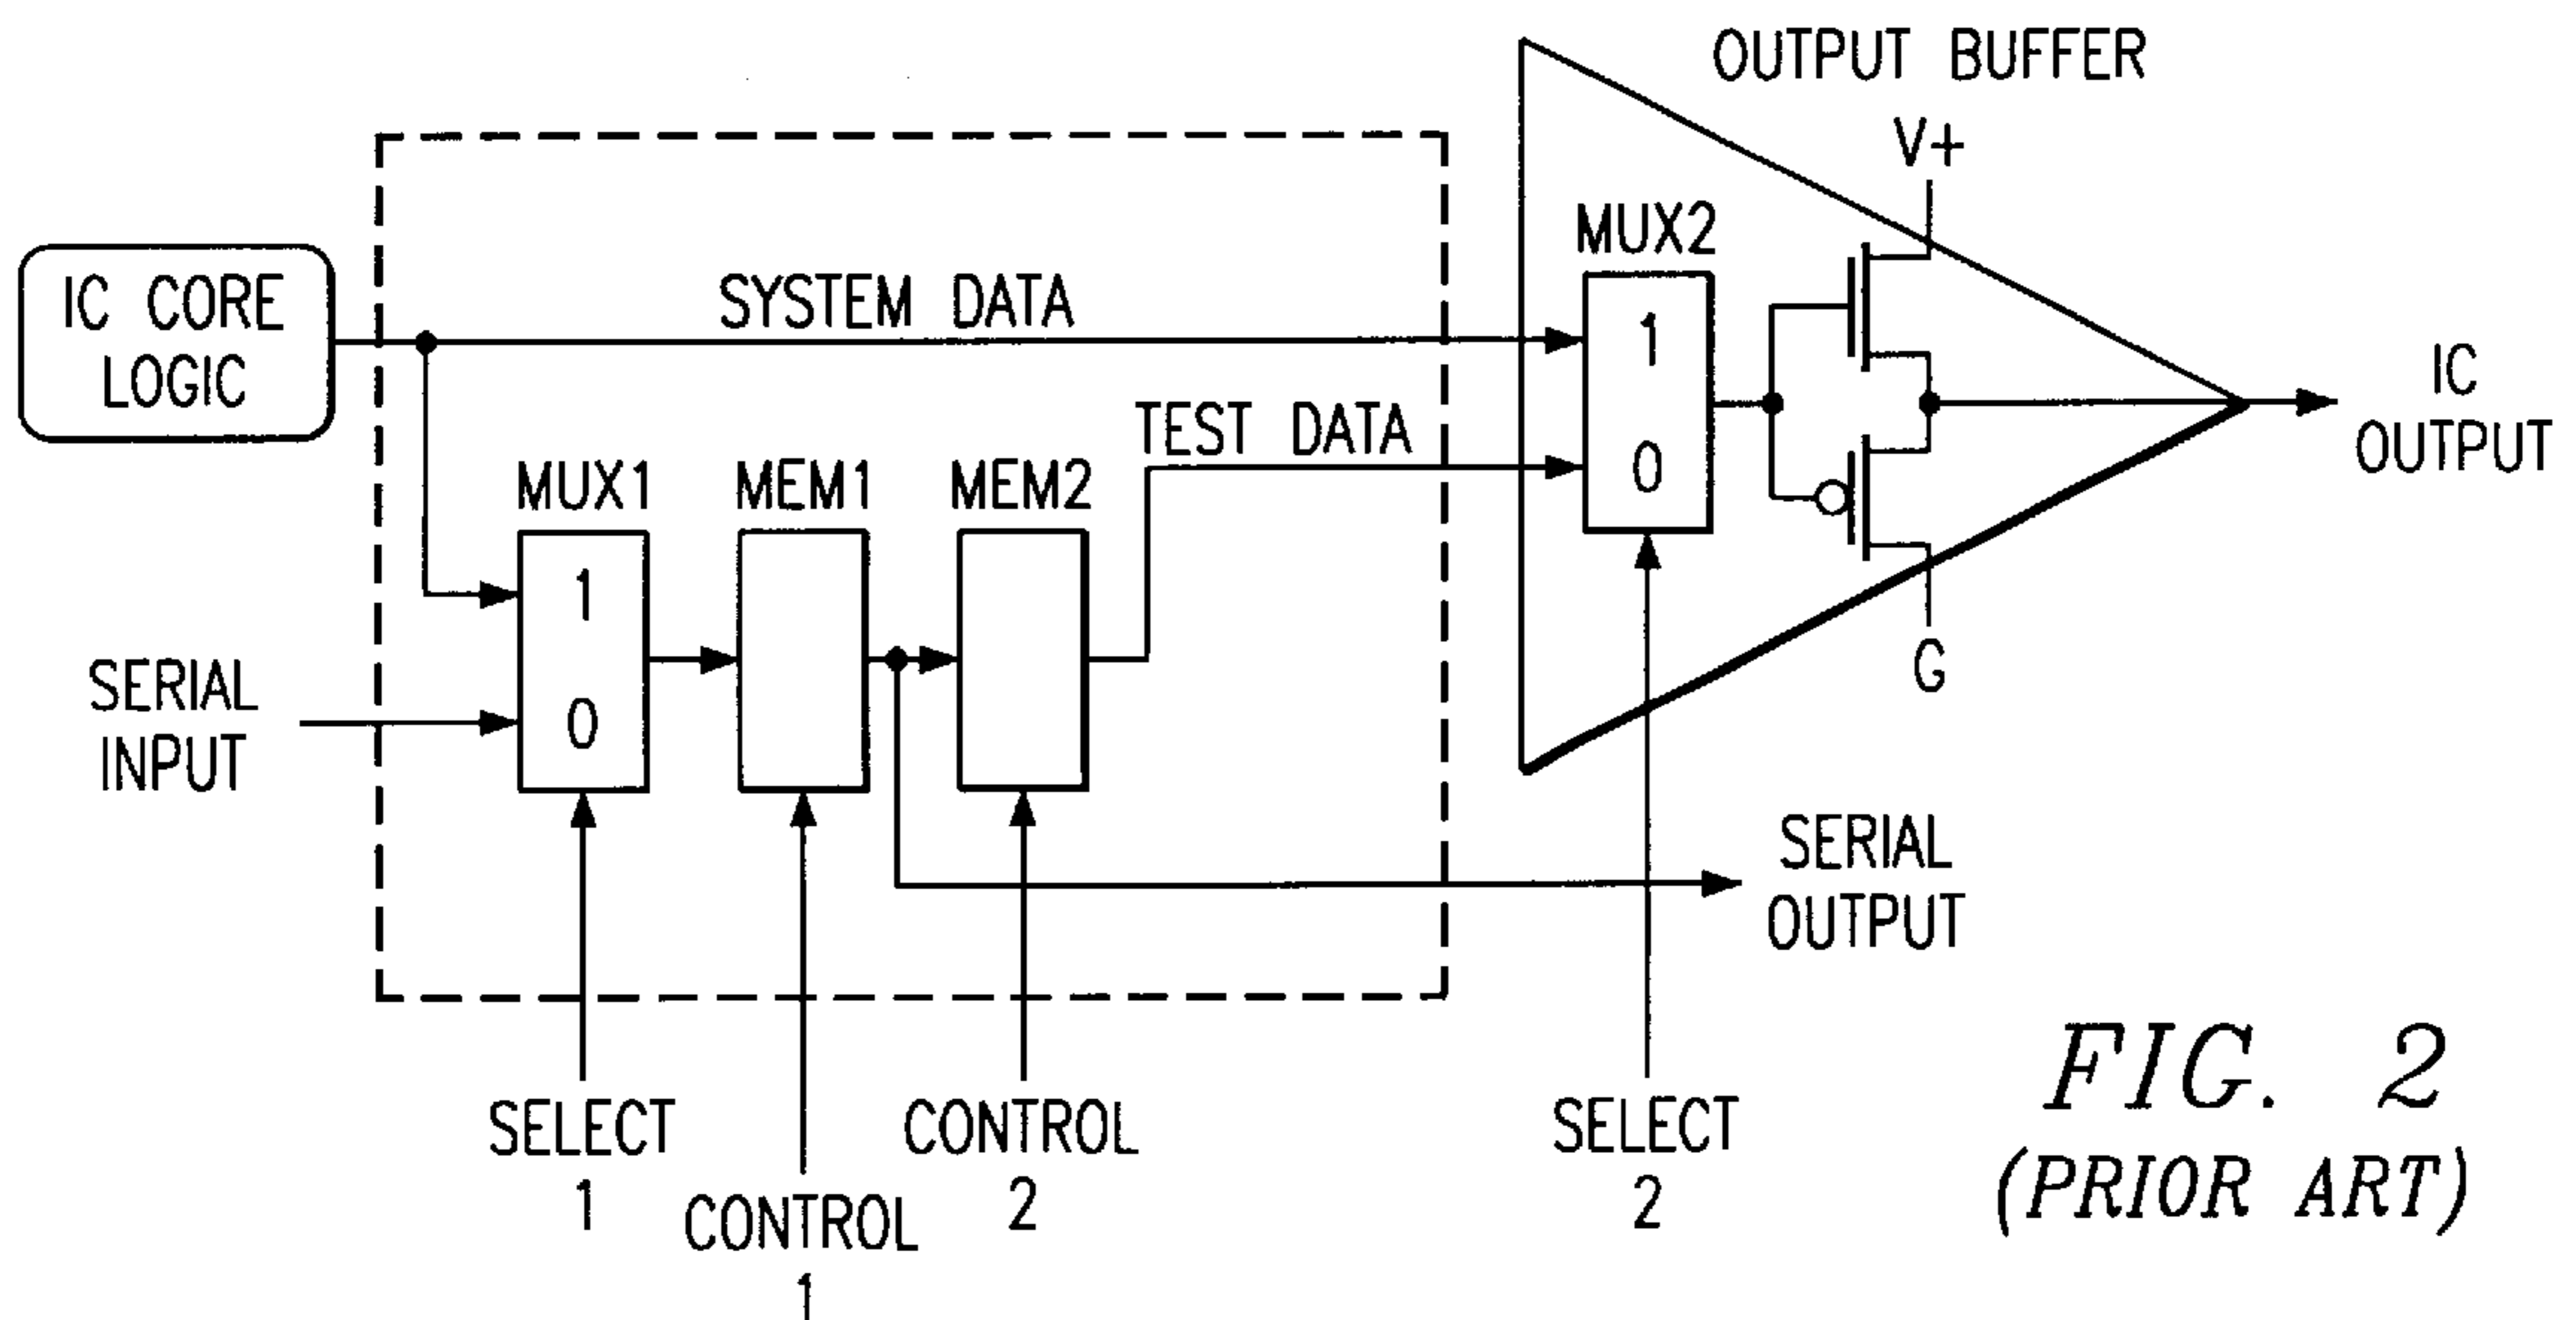 OUTPUT BUFFER
V+
MUX2
IC CORE
LOGIC
SYSTEM DATA
1
IC
OUTPUT
TEST DATA
0
MUX1
MEM1
MEM2
1
SERIAL
INPUT
0
G
SERIAL
OUTPUT
SELECT
1
CONTROL
1
CONTROL
2
SELECT
2
FIG. 2
(PRIOR ART)